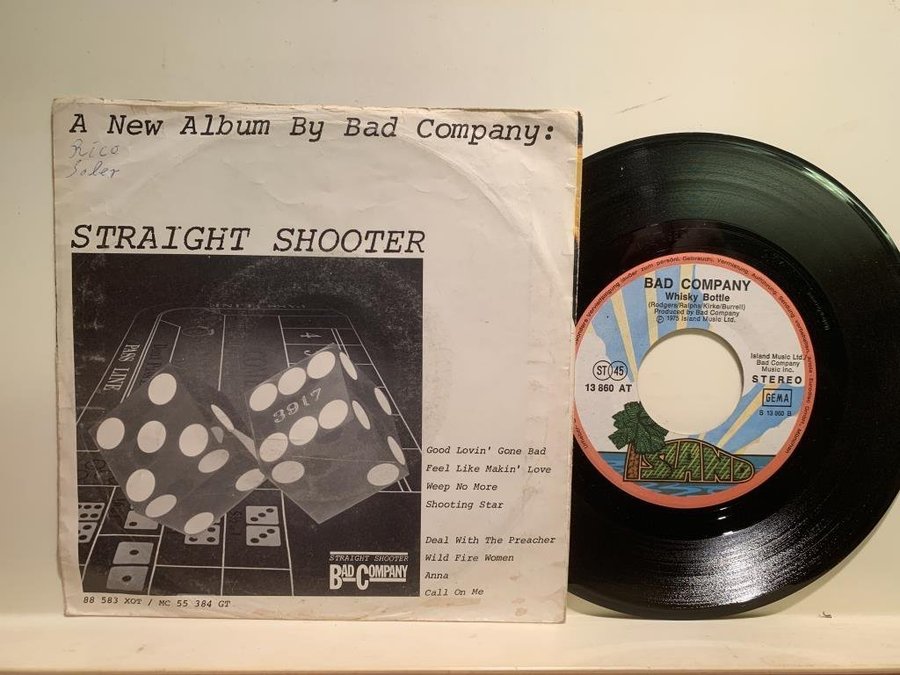 A New Album By Bad Company:
Rico
Soler
STRAIGHT SHOOTER
PASS LINE
3917
Good Lovin' Gone Bad
Feel Like Makin' Love
Weep No More
Shooting Star
Deal With The Preacher
Wild Fire Women
Anna
Call On Me
STRAIGHT SHOOTER
BAD COMPANY
88 583 XOT / MC 55 384 GT
BAD COMPANY
Whisky Bottle
(Rodgers/Ralphs/Kirke/Burrell)
Produced by Bad Company
Ⓟ 1975 Island Music Ltd.
ST 45
13 860 AT
Island Music Ltd.
Bad Company
Music Inc.
STEREO
GEMA
S 13 860 B
ISLAND